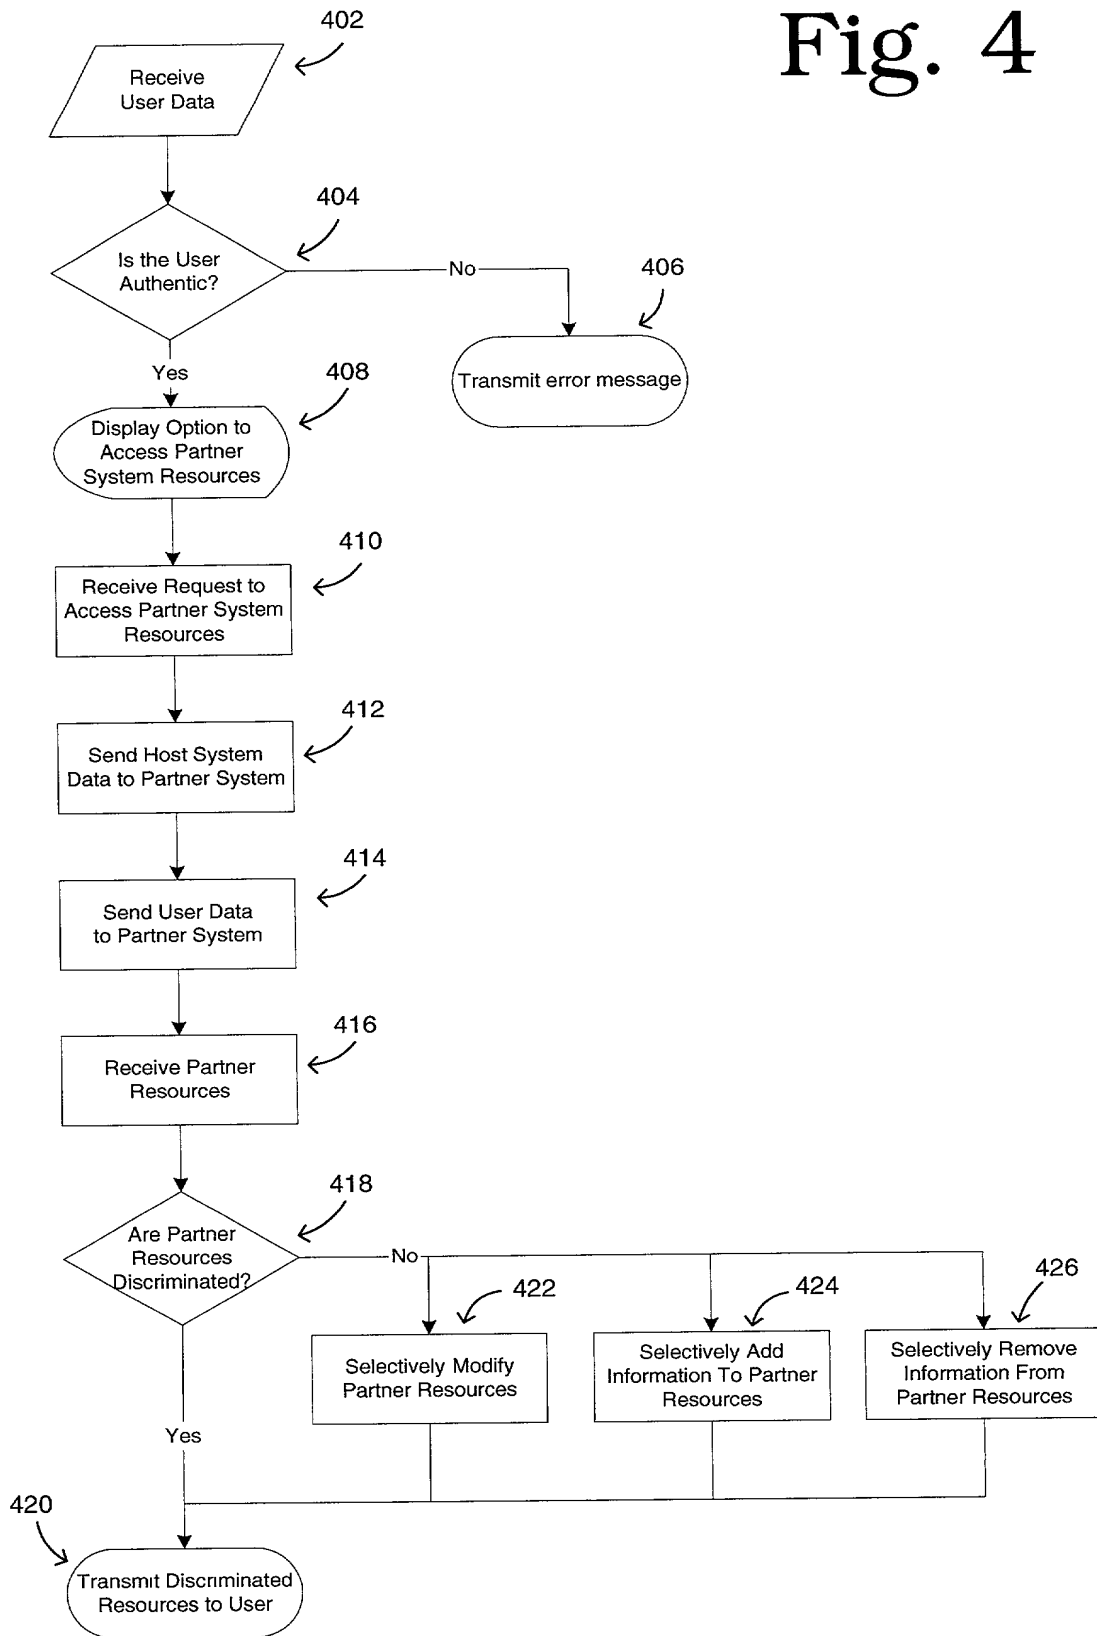 Fig. 4
402
Receive
User Data
404
Is the User
Authentic?
No
406
Transmit error message
Yes
408
Display Option to
Access Partner
System Resources
410
Receive Request to
Access Partner System
Resources
412
Send Host System
Data to Partner System
414
Send User Data
to Partner System
416
Receive Partner
Resources
418
Are Partner
Resources
Discriminated?
No
422
Selectively Modify
Partner Resources
424
Selectively Add
Information To Partner
Resources
426
Selectively Remove
Information From
Partner Resources
Yes
420
Transmit Discriminated
Resources to User